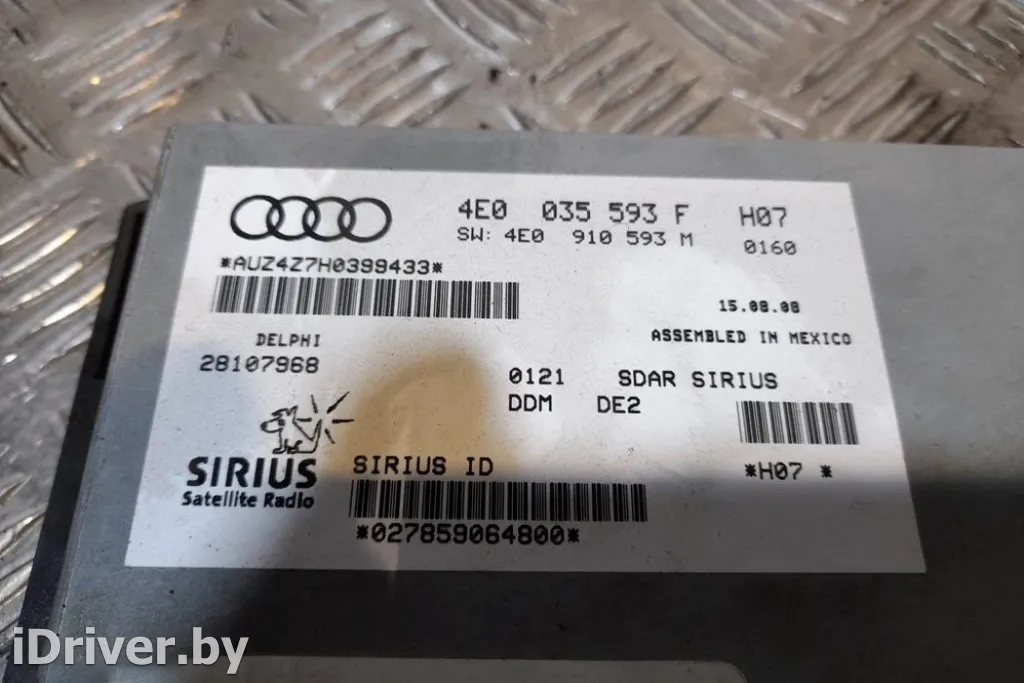 4E0 035 593 F H07
SW: 4E0 910 593 M 0160
*AUZ4Z7H0399433*
15.08.08
ASSEMBLED IN MEXICO
DELPHI
28107968
0121 SDAR SIRIUS
DDM DE2
SIRIUS
Satellite Radio
SIRIUS ID
*H07 *
*027859064800*
iDriver.by